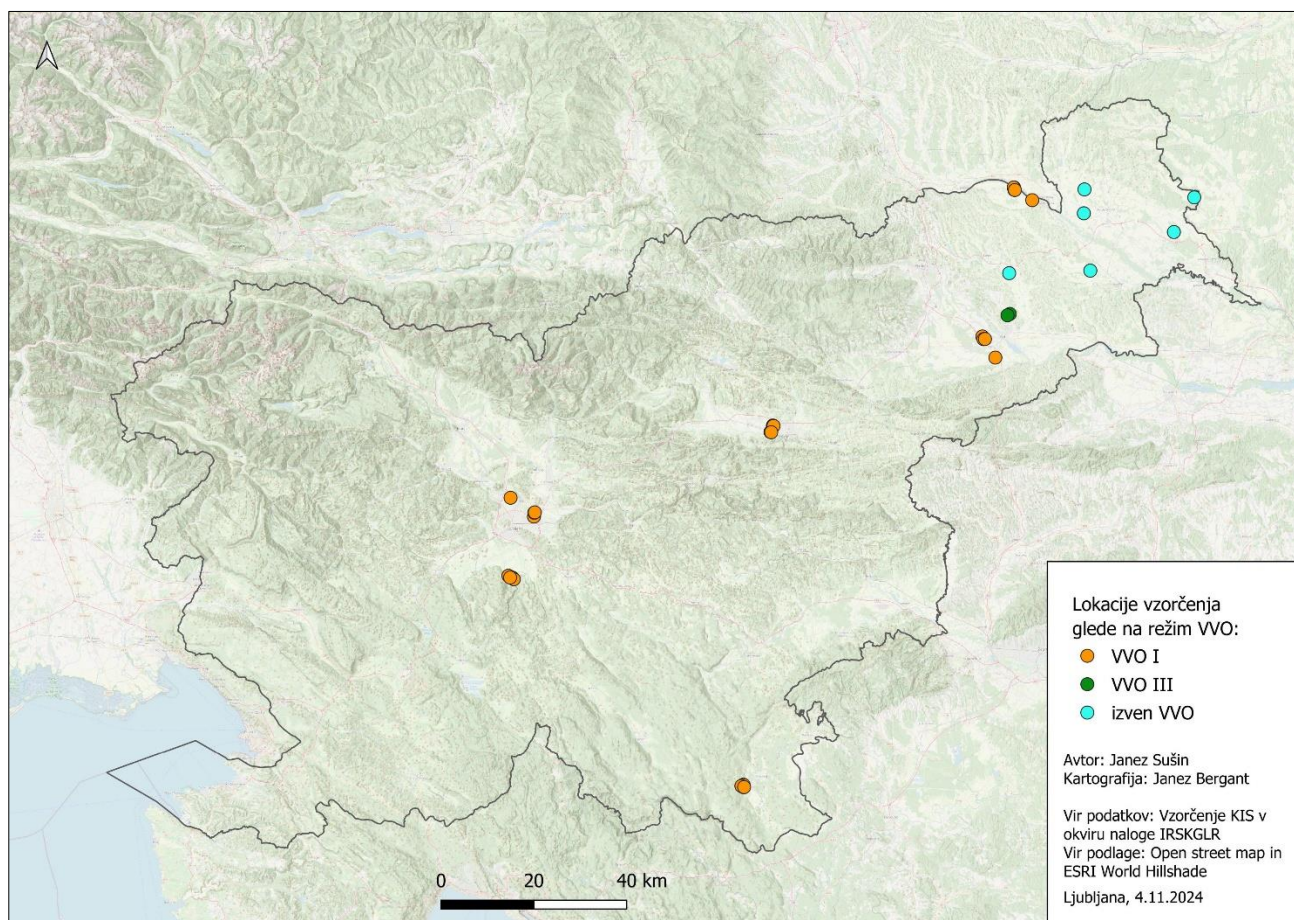 Lokacije vzorčenja
glede na režim VVO:
VVO I
VVO III
izven VVO
Avtor: Janez Sušin
Kartografija: Janez Bergant
Vir podatkov: Vzorčenje KIS v
okviru naloge IRSKGLR
Vir podlage: Open street map in
ESRI World Hillshade
Ljubljana, 4.11.2024
0 20 40 km